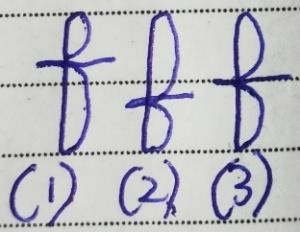 f f f
(1) (2) (3)